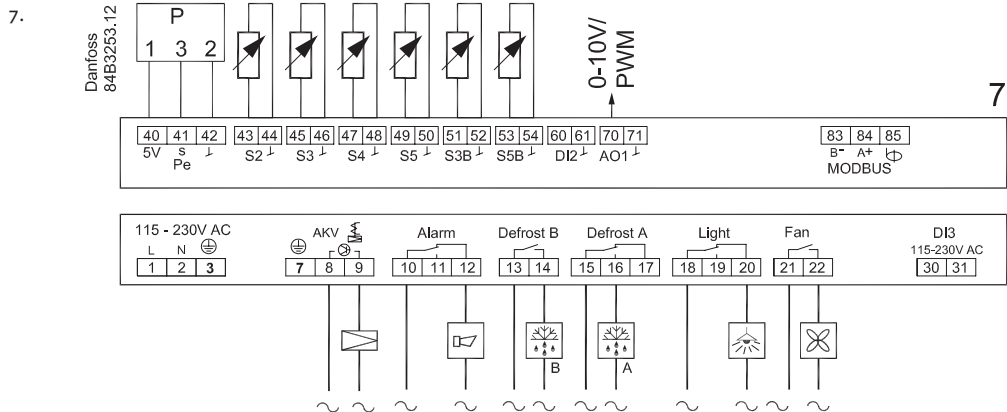 7.
Danfoss
84B3253.12
P
1 3 2
0-10V/
PWM
7
40 41 42 43 44 45 46 47 48 49 50 51 52 53 54 60 61 70 71 83 84 85
5V s S2 S3 S4 S5 S3B S5B DI2 AO1 B- A+
Pe MODBUS
115 - 230V AC AKV Alarm Defrost B Defrost A Light Fan DI3
L N 115-230V AC
1 2 3 7 8 9 10 11 12 13 14 15 16 17 18 19 20 21 22 30 31
B A